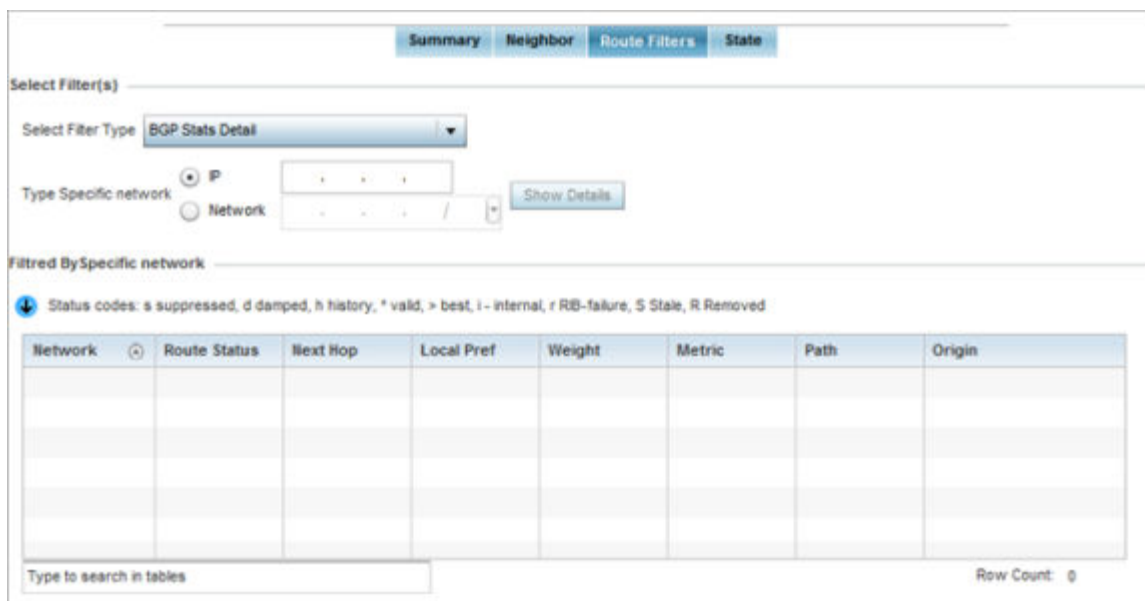 Summary Neighbor Route Filters State
Select Filter(s)
Select Filter Type BGP Stats Detail
Type Specific network
IP . . .
Network . . . /
Show Details
Filtred BySpecific network
Status codes: s suppressed, d damped, h history, * valid, > best, i - internal, r RIB-failure, S Stale, R Removed
Network Route Status Next Hop Local Pref Weight Metric Path Origin
Type to search in tables
Row Count: 0